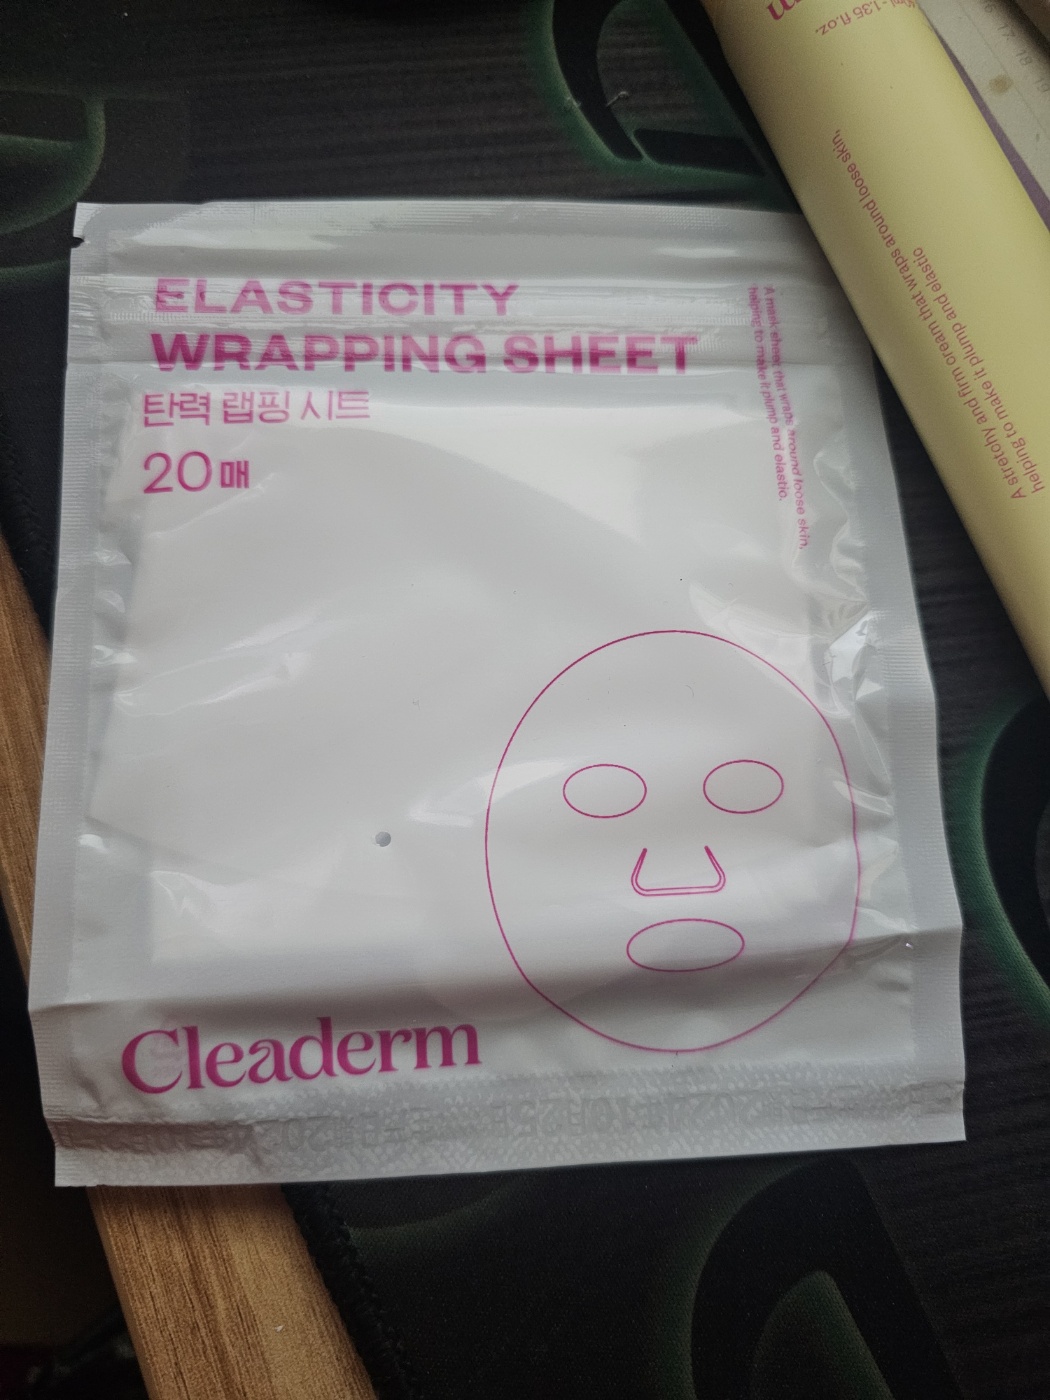 ELASTICITY
WRAPPING SHEET
탄력 랩핑 시트
20매
A mask sheet that wraps around loose skin,
helping to make it plump and elastic.
Cleaderm
1.35 fl.oz.
A stretchy and firm cream that wraps around loose skin,
helping to make it plump and elastic